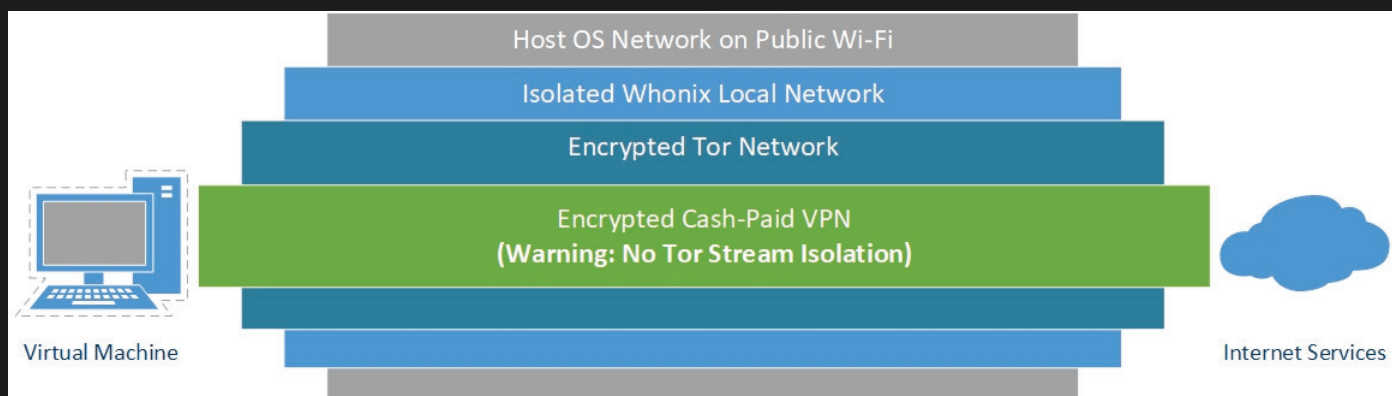 Host OS Network on Public Wi-Fi
Isolated Whonix Local Network
Encrypted Tor Network
Encrypted Cash-Paid VPN
(Warning: No Tor Stream Isolation)
Virtual Machine
Internet Services